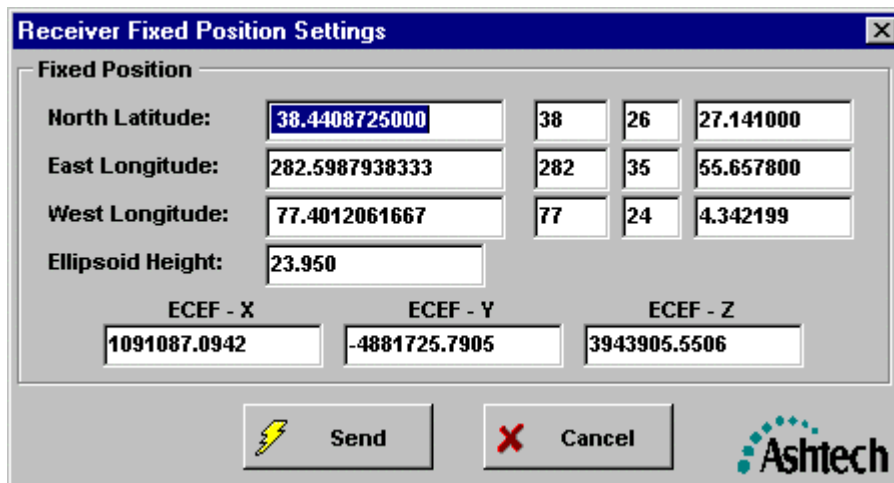 Receiver Fixed Position Settings
Fixed Position
North Latitude: 38.4408725000 38 26 27.141000
East Longitude: 282.5987938333 282 35 55.657800
West Longitude: 77.4012061667 77 24 4.342199
Ellipsoid Height: 23.950
ECEF - X ECEF - Y ECEF - Z
1091087.0942 -4881725.7905 3943905.5506
Send Cancel Ashtech